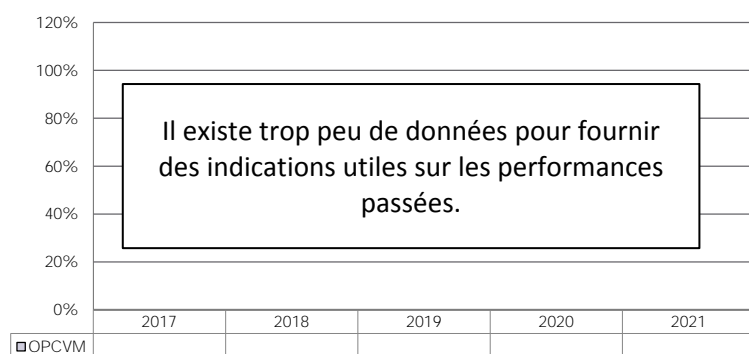 120%
100%
80%
60%
40%
20%
0%
Il existe trop peu de données pour fournir
des indications utiles sur les performances
passées.
2017 2018 2019 2020 2021
OPCVM